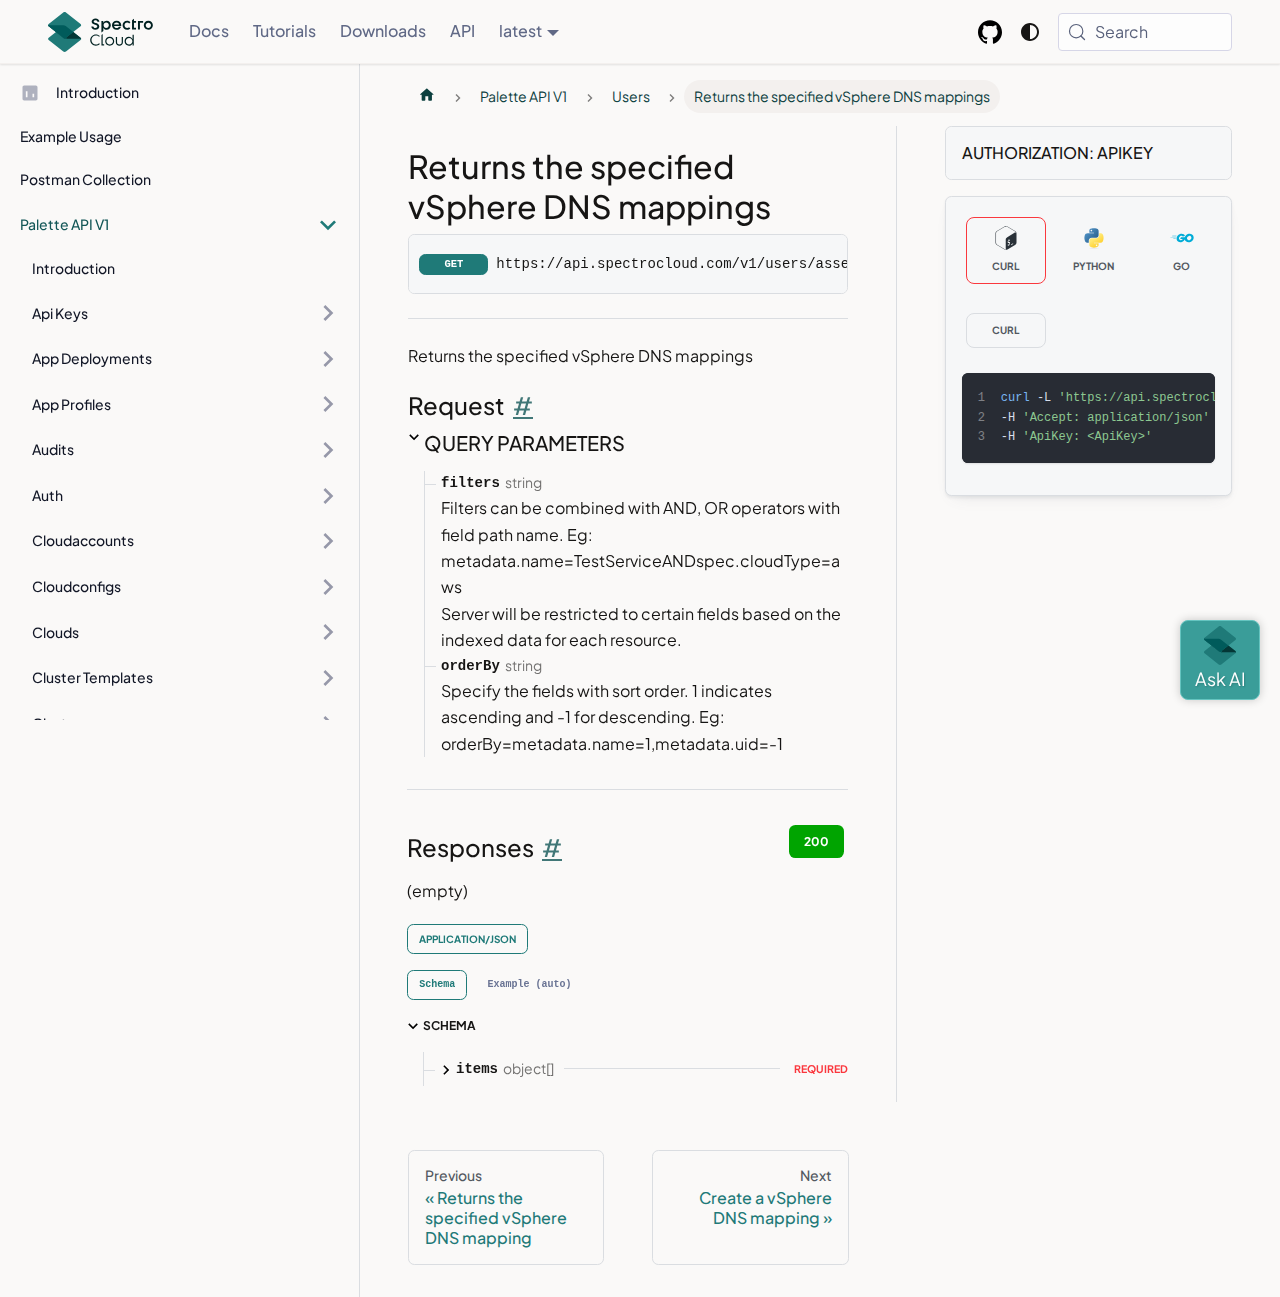 Spectro
Cloud
Docs
Tutorials
Downloads
API
latest
Search
Introduction
Example Usage
Postman Collection
Palette API V1
Introduction
Api Keys
App Deployments
App Profiles
Audits
Auth
Cloudaccounts
Cloudconfigs
Clouds
Cluster Templates
Palette API V1
Users
Returns the specified vSphere DNS mappings
Returns the specified
vSphere DNS mappings
GET https://api.spectrocloud.com/v1/users/asse
Returns the specified vSphere DNS mappings
Request #
QUERY PARAMETERS
filters string
Filters can be combined with AND, OR operators with
field path name. Eg:
metadata.name=TestServiceANDspec.cloudType=a
ws
Server will be restricted to certain fields based on the
indexed data for each resource.
orderBy string
Specify the fields with sort order. 1 indicates
ascending and -1 for descending. Eg:
orderBy=metadata.name=1,metadata.uid=-1
Responses #
200
(empty)
APPLICATION/JSON
Schema
Example (auto)
SCHEMA
items object[]
REQUIRED
Previous
« Returns the
specified vSphere
DNS mapping
Next
Create a vSphere
DNS mapping »
AUTHORIZATION: APIKEY
CURL
PYTHON
GO
CURL
1 curl -L 'https://api.spectrocl
2 -H 'Accept: application/json'
3 -H 'ApiKey: <ApiKey>'
Ask AI